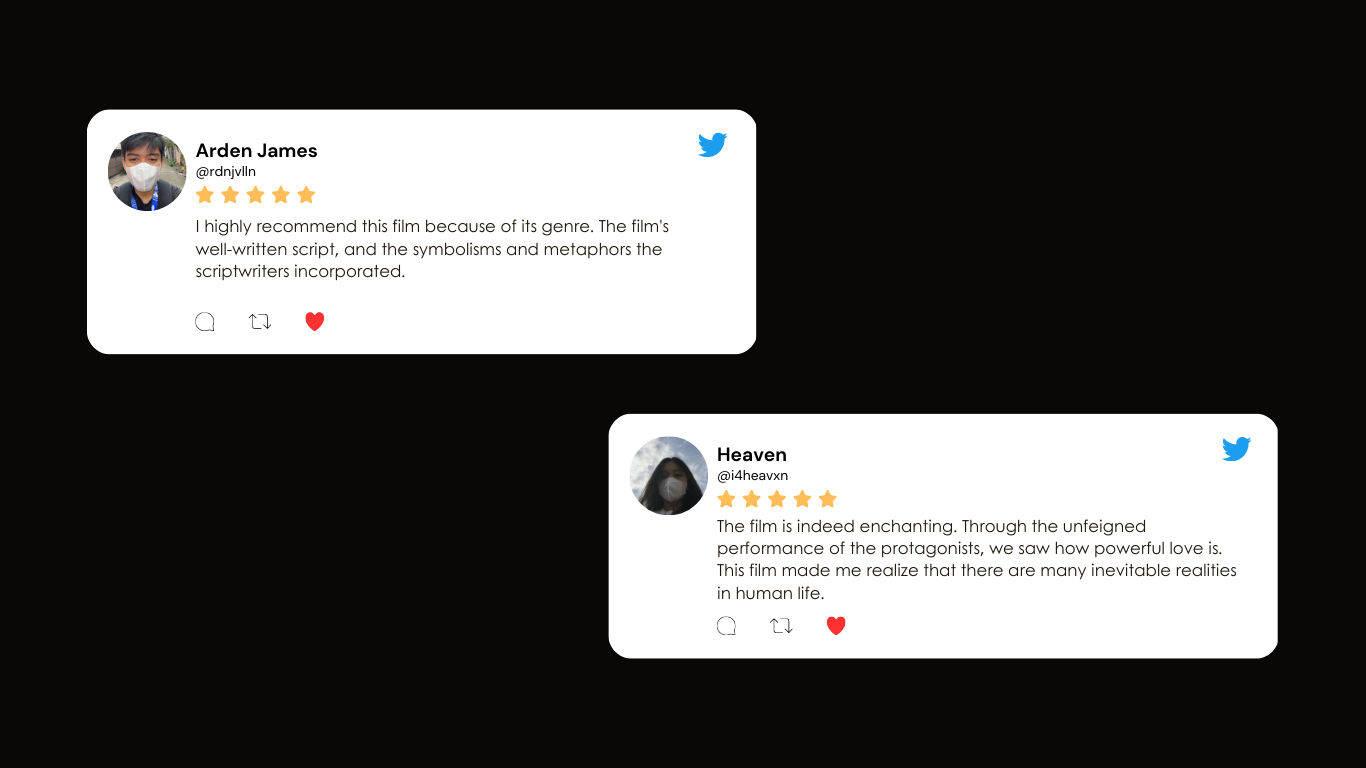 Arden James
@rdnjvlln
I highly recommend this film because of its genre. The film's
well-written script, and the symbolisms and metaphors the
scriptwriters incorporated.
Heaven
@i4heavxn
The film is indeed enchanting. Through the unfeigned
performance of the protagonists, we saw how powerful love is.
This film made me realize that there are many inevitable realities
in human life.